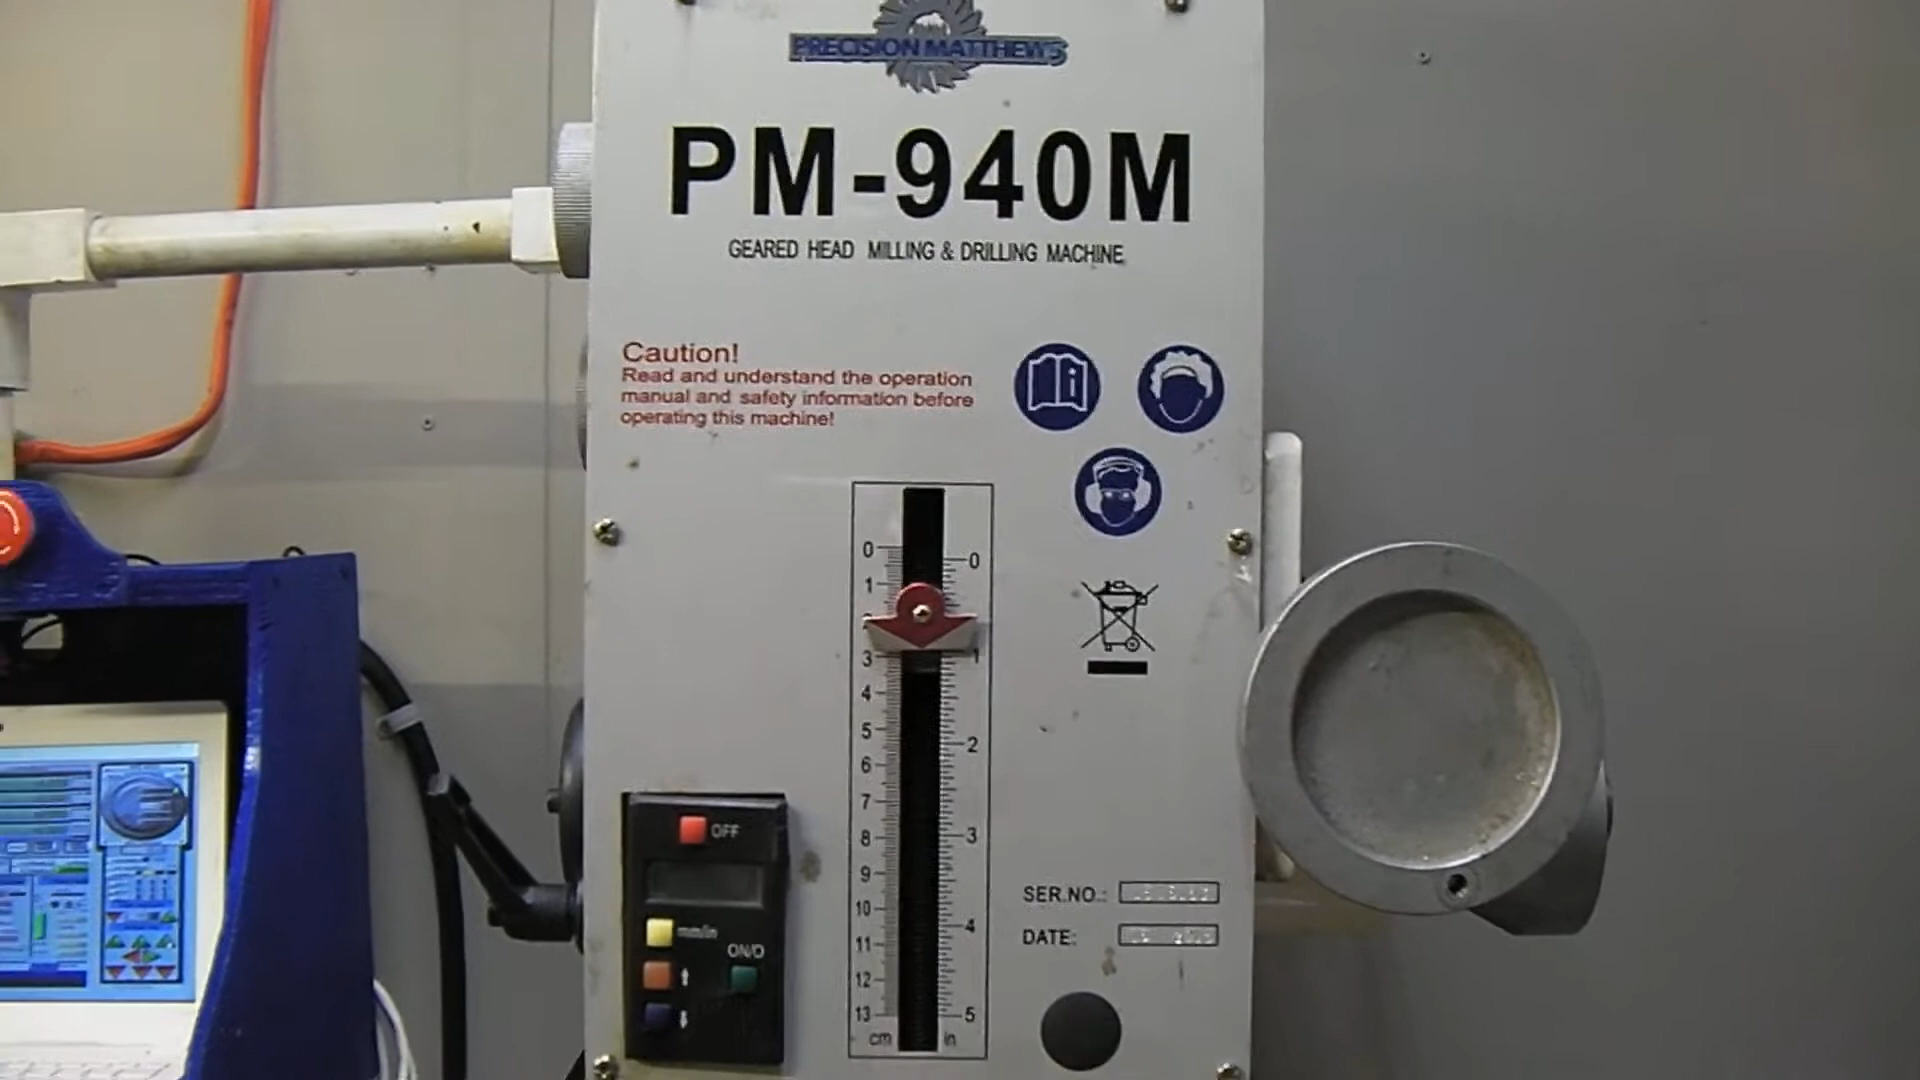 PRECISION MATTHEWS
PM-940M
GEARED HEAD MILLING & DRILLING MACHINE
Caution!
Read and understand the operation
manual and safety information before
operating this machine!
0
0
1
3
1
4
5
2
6
7
8
3
9
10
4
11
12
13
5
cm
in
OFF
mm/in
ON/0
SER.NO.:
DATE: